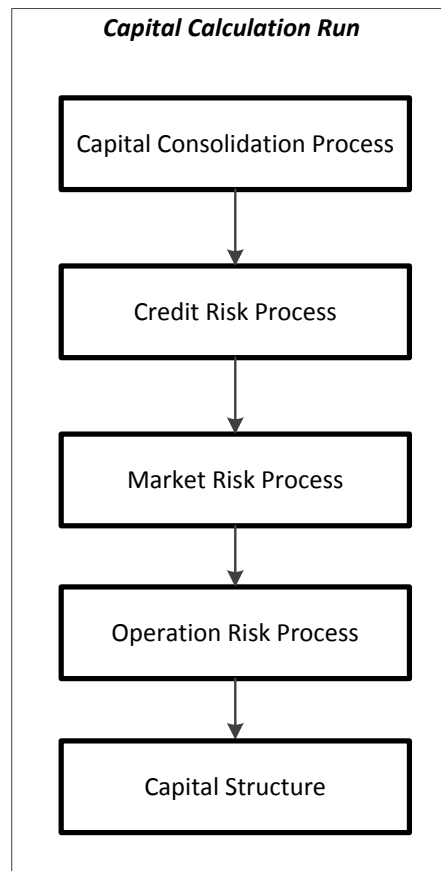 Capital Calculation Run
Capital Consolidation Process
Credit Risk Process
Market Risk Process
Operation Risk Process
Capital Structure